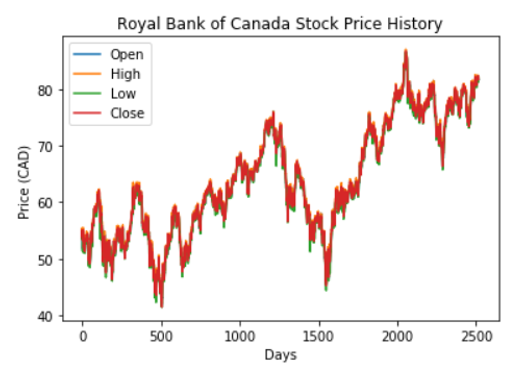 Royal Bank of Canada Stock Price History
Open
High
Low
Close
Price (CAD)
80
70
60
50
40
0 500 1000 1500 2000 2500
Days